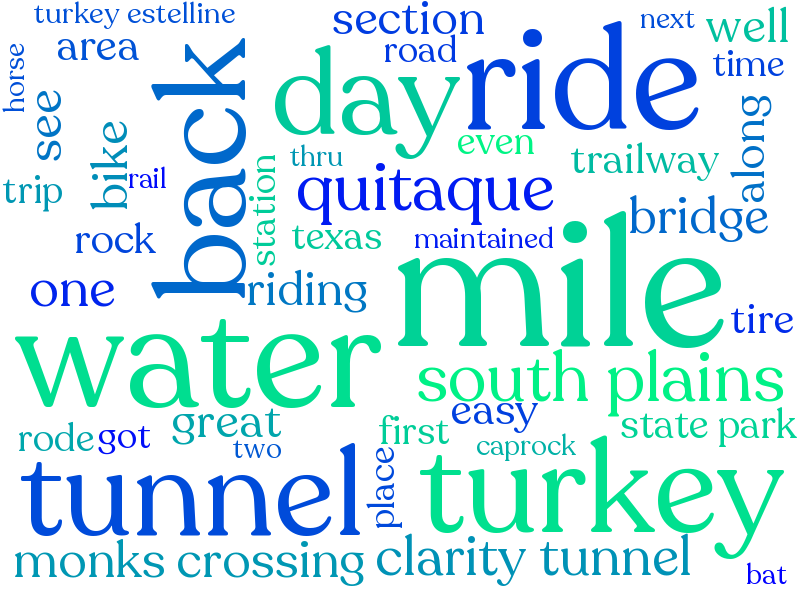 turkey estelline
section
next
well
area
road
time
horse
see
back
day
ride
bike
rail
thru
even
trailway
along
trip
station
quitaque
bridge
rock
texas
maintained
one
riding
mile
tire
water
south plains
great
easy
rode
got
two
first
state park
caprock
tunnel
place
turkey
monks crossing
clarity tunnel
bat